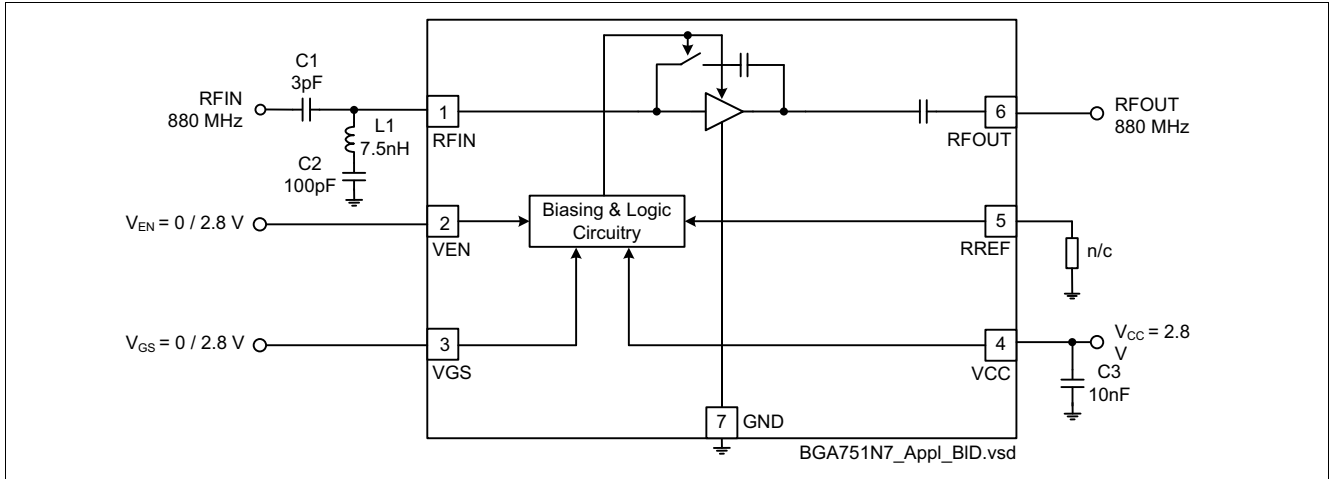 C1
3pF
RFIN
880 MHz
L1
7.5nH
C2
100pF
1
RFIN
6
RFOUT
RFOUT
880 MHz
V_EN = 0 / 2.8 V
2
VEN
Biasing & Logic
Circuitry
5
RREF
n/c
V_GS = 0 / 2.8 V
3
VGS
4
VCC
V_CC = 2.8
V
C3
10nF
7
GND
BGA751N7_Appl_BID.vsd